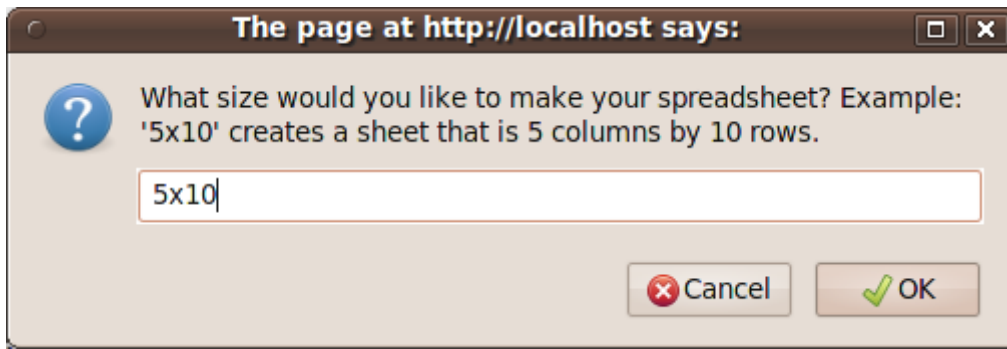 The page at http://localhost says:
What size would you like to make your spreadsheet? Example:
'5x10' creates a sheet that is 5 columns by 10 rows.
5x10
Cancel
OK